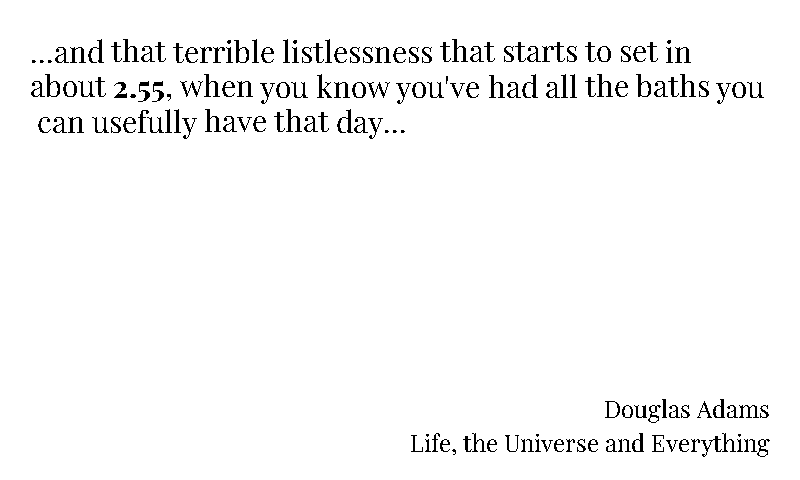 ...and that terrible listlessness that starts to set in
about 2.55, when you know you've had all the baths you
can usefully have that day...
Douglas Adams
Life, the Universe and Everything